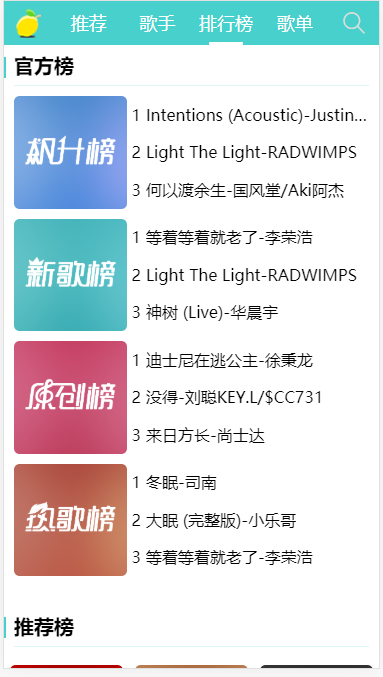 推荐 歌手 排行榜 歌单
官方榜
飙升榜
1 Intentions (Acoustic)-Justin...
2 Light The Light-RADWIMPS
3 何以渡余生-国风堂/Aki阿杰
新歌榜
1 等着等着就老了-李荣浩
2 Light The Light-RADWIMPS
3 神树 (Live)-华晨宇
原创榜
1 迪士尼在逃公主-徐秉龙
2 没得-刘聪KEY.L/$CC731
3 来日方长-尚士达
热歌榜
1 冬眠-司南
2 大眠 (完整版)-小乐哥
3 等着等着就老了-李荣浩
推荐榜